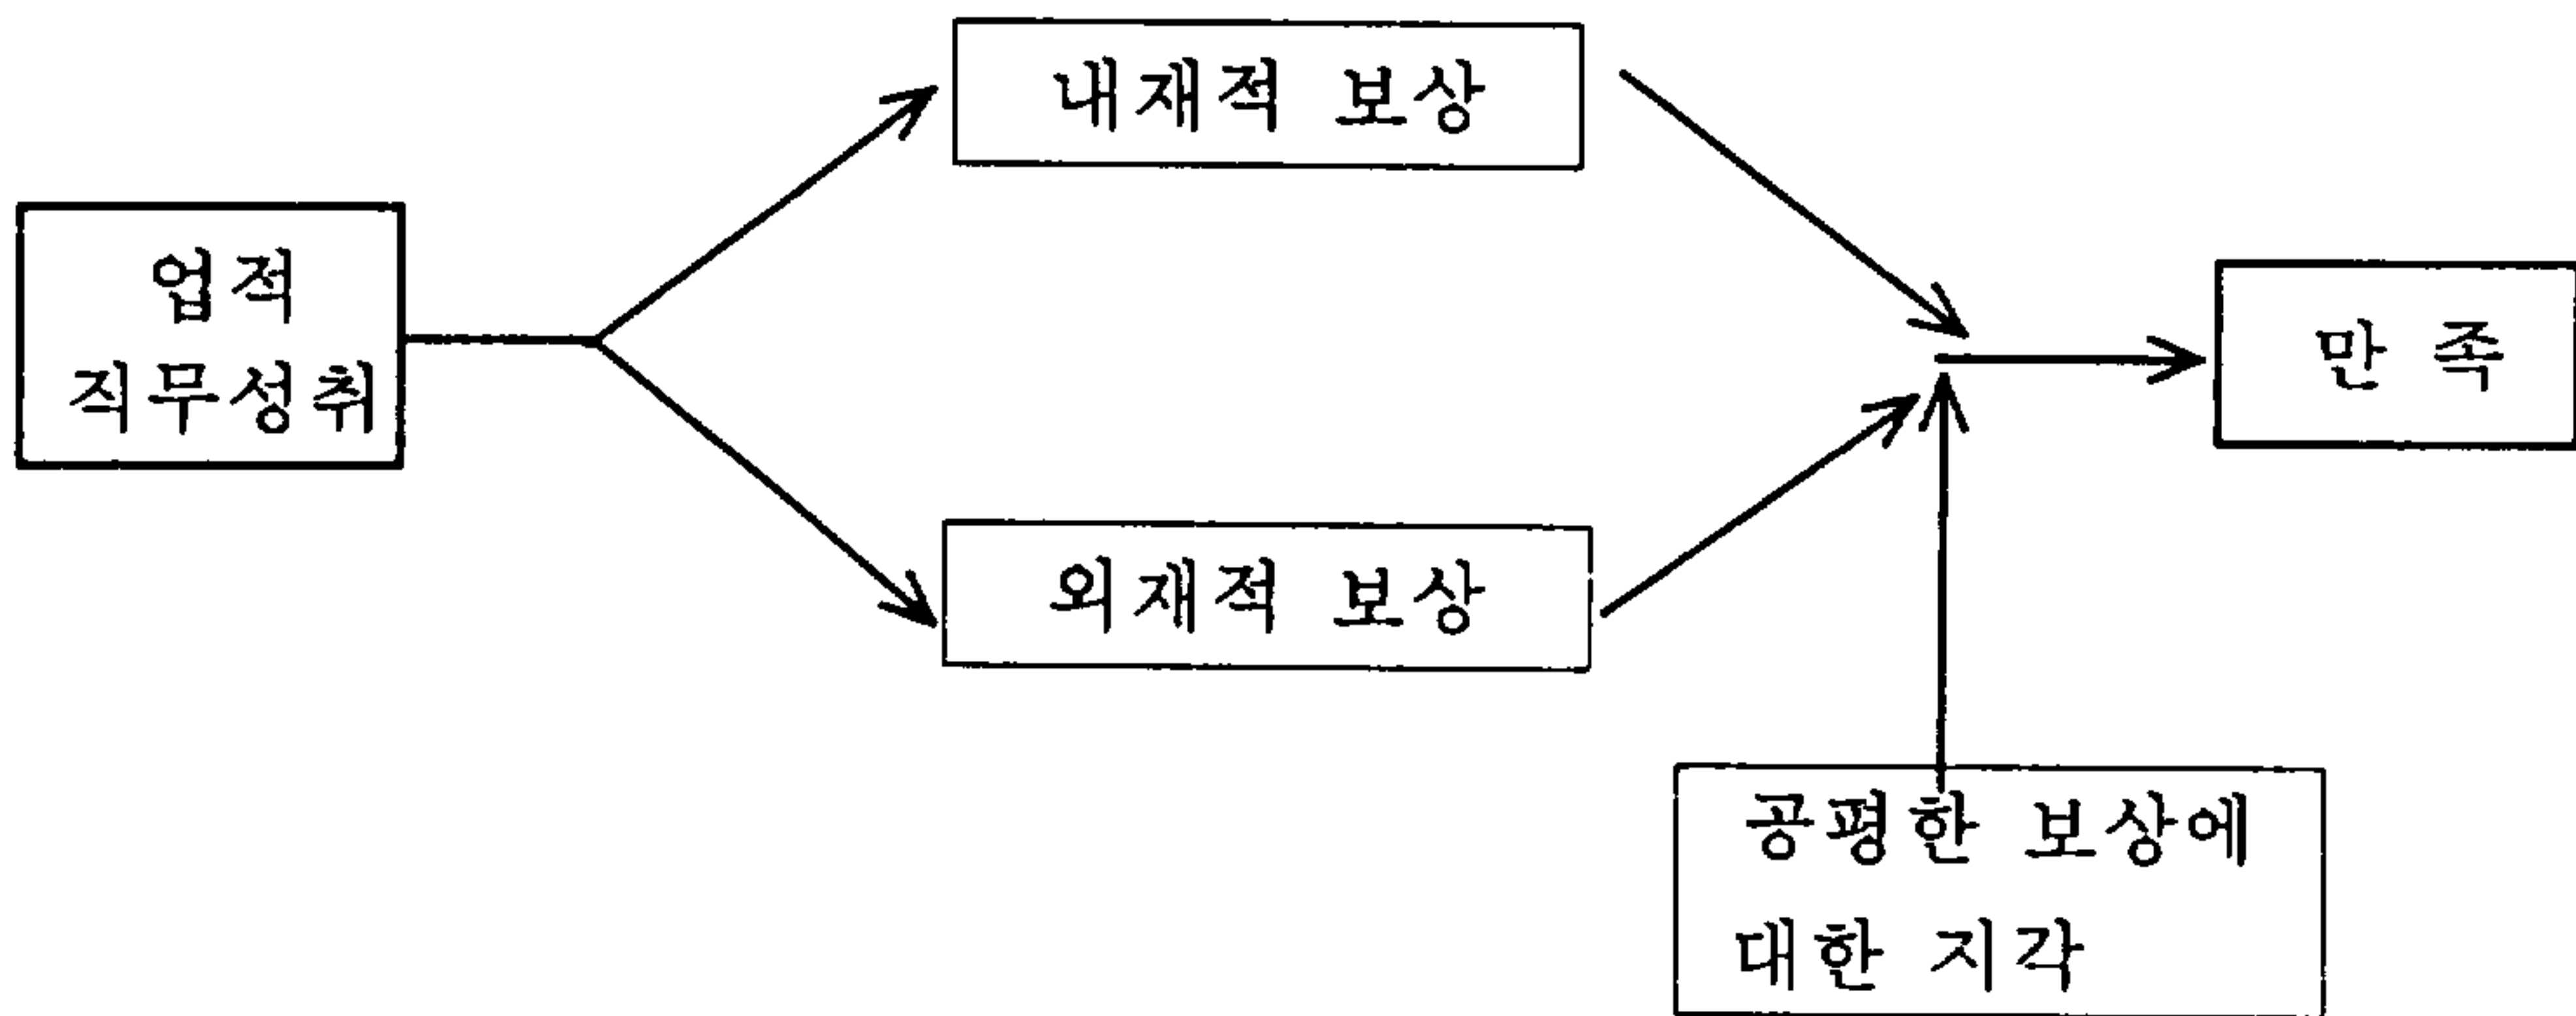 내재적 보상
업적
직무성취
만 족
외재적 보상
공평한 보상에
대한 지각